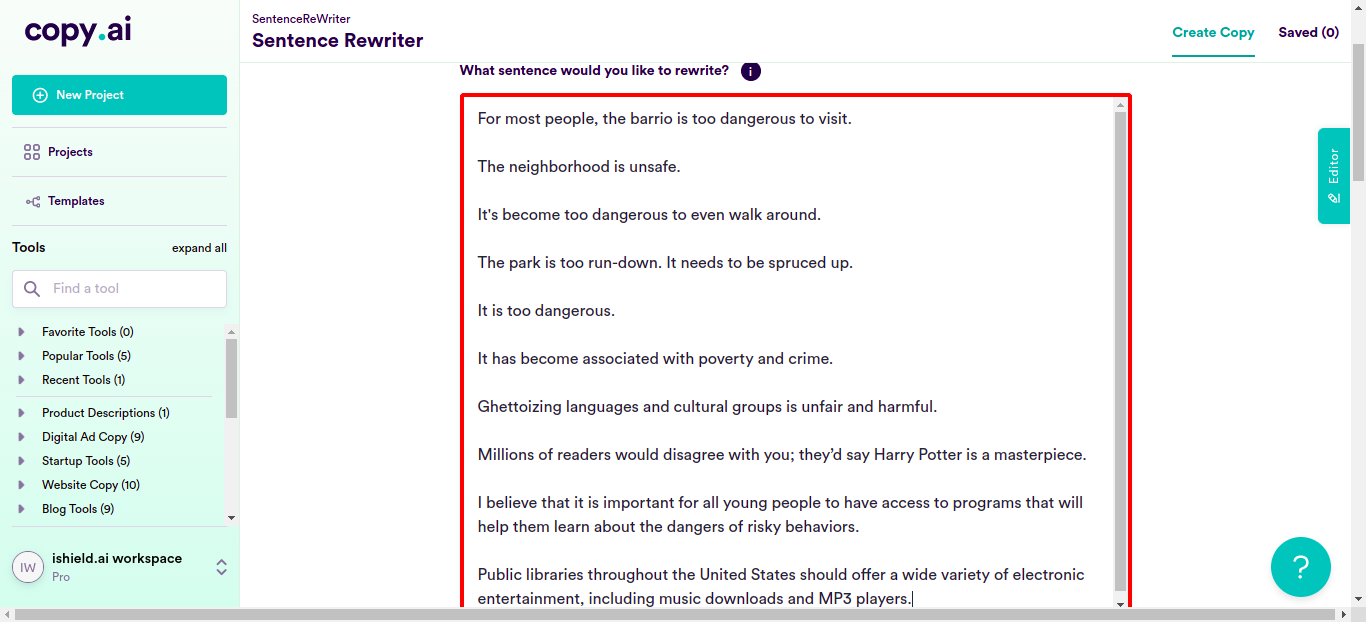 copy.ai
New Project
Projects
Templates
Tools
expand all
Find a tool
Favorite Tools (0)
Popular Tools (5)
Recent Tools (1)
Product Descriptions (1)
Digital Ad Copy (9)
Startup Tools (5)
Website Copy (10)
Blog Tools (9)
IW
ishield.ai workspace
Pro
SentenceReWriter
Sentence Rewriter
Create Copy
Saved (0)
What sentence would you like to rewrite?
i
For most people, the barrio is too dangerous to visit.
The neighborhood is unsafe.
It's become too dangerous to even walk around.
The park is too run-down. It needs to be spruced up.
It is too dangerous.
It has become associated with poverty and crime.
Ghettoizing languages and cultural groups is unfair and harmful.
Millions of readers would disagree with you; they’d say Harry Potter is a masterpiece.
I believe that it is important for all young people to have access to programs that will
help them learn about the dangers of risky behaviors.
Public libraries throughout the United States should offer a wide variety of electronic
entertainment, including music downloads and MP3 players.
Editor
?